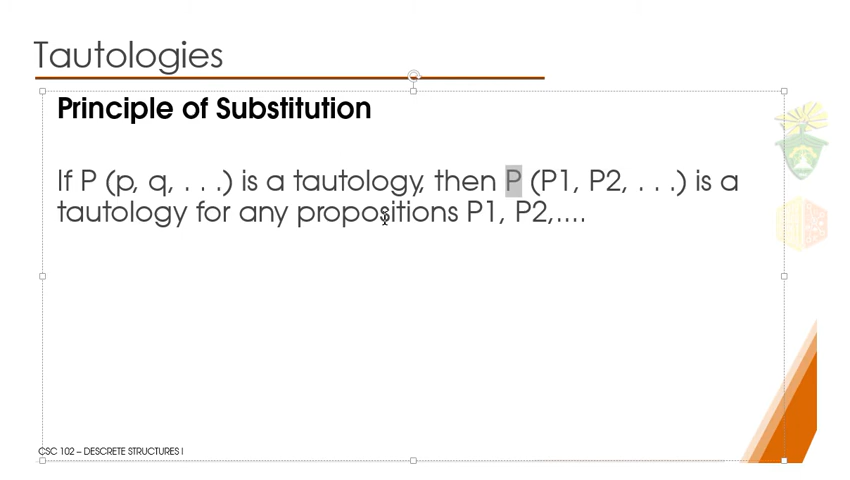 Tautologies
Principle of Substitution
If P (p, q, . . .) is a tautology, then P (P1, P2, . . .) is a
tautology for any propositions P1, P2,....
CSC 102 – DESCRETE STRUCTURES I